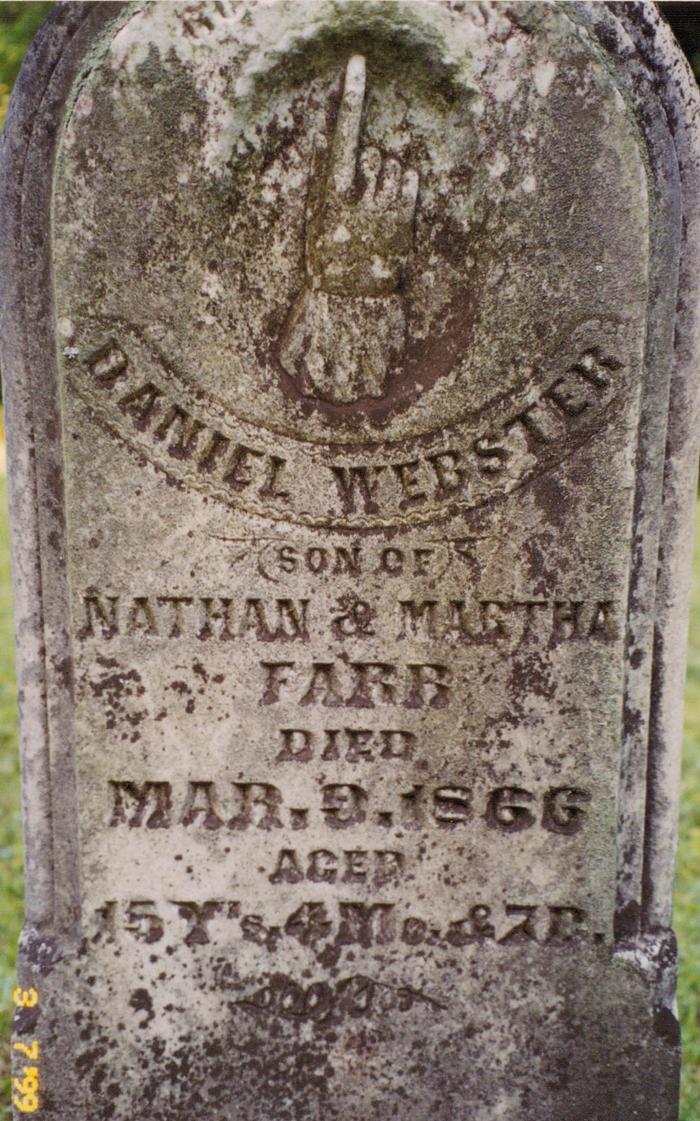 DANIEL WEBSTER
SON OF
NATHAN & MARTHA
FARR
DIED
MAR. 9. 1866
AGED
15 Y's. 4 Mo. & 7 D.
3 7 '99